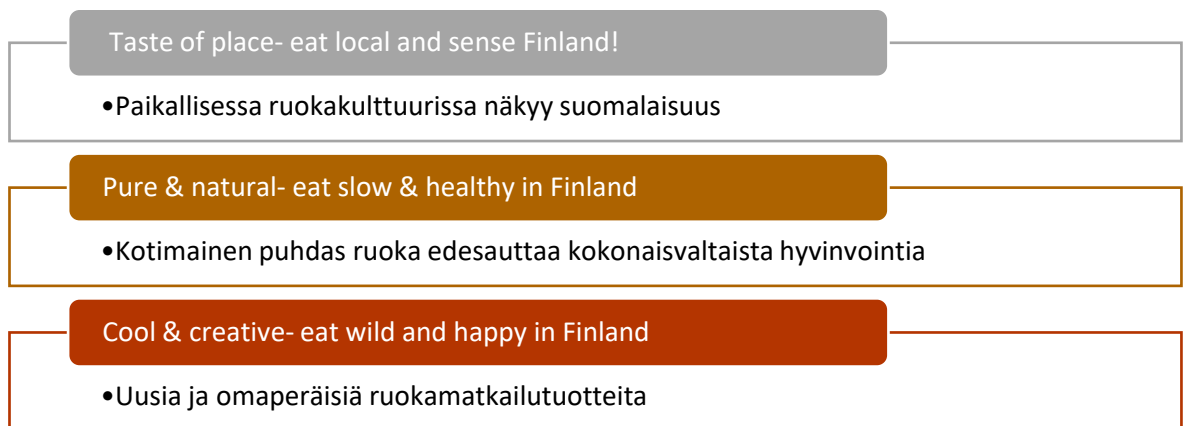 Taste of place- eat local and sense Finland!
•Paikallisessa ruokakulttuurissa näkyy suomalaisuus
Pure & natural- eat slow & healthy in Finland
•Kotimainen puhdas ruoka edesauttaa kokonaisvaltaista hyvinvointia
Cool & creative- eat wild and happy in Finland
•Uusia ja omaperäisiä ruokamatkailutuotteita